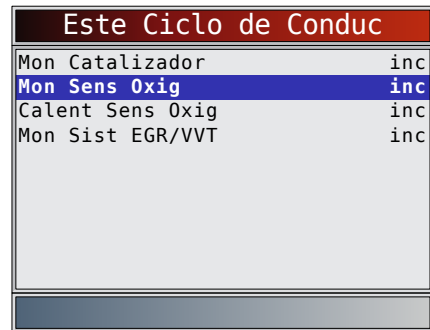 Este Ciclo de Conduc
Mon Catalizador inc
Mon Sens Oxig inc
Calent Sens Oxig inc
Mon Sist EGR/VVT inc